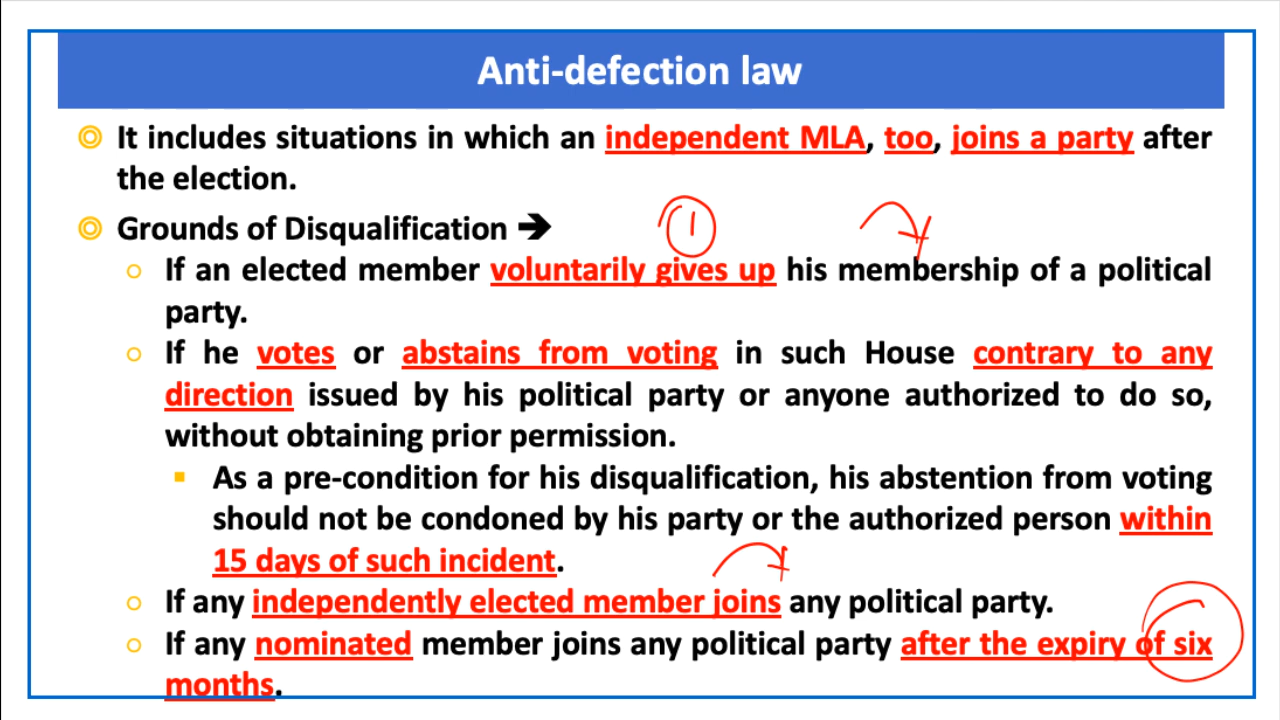 Anti-defection law
◎ It includes situations in which an independent MLA, too, joins a party after
the election.
◎ Grounds of Disqualification ➔
1
○ If an elected member voluntarily gives up his membership of a political
party.
○ If he votes or abstains from voting in such House contrary to any
direction issued by his political party or anyone authorized to do so,
without obtaining prior permission.
▪ As a pre-condition for his disqualification, his abstention from voting
should not be condoned by his party or the authorized person within
15 days of such incident.
○ If any independently elected member joins any political party.
○ If any nominated member joins any political party after the expiry of six
months.